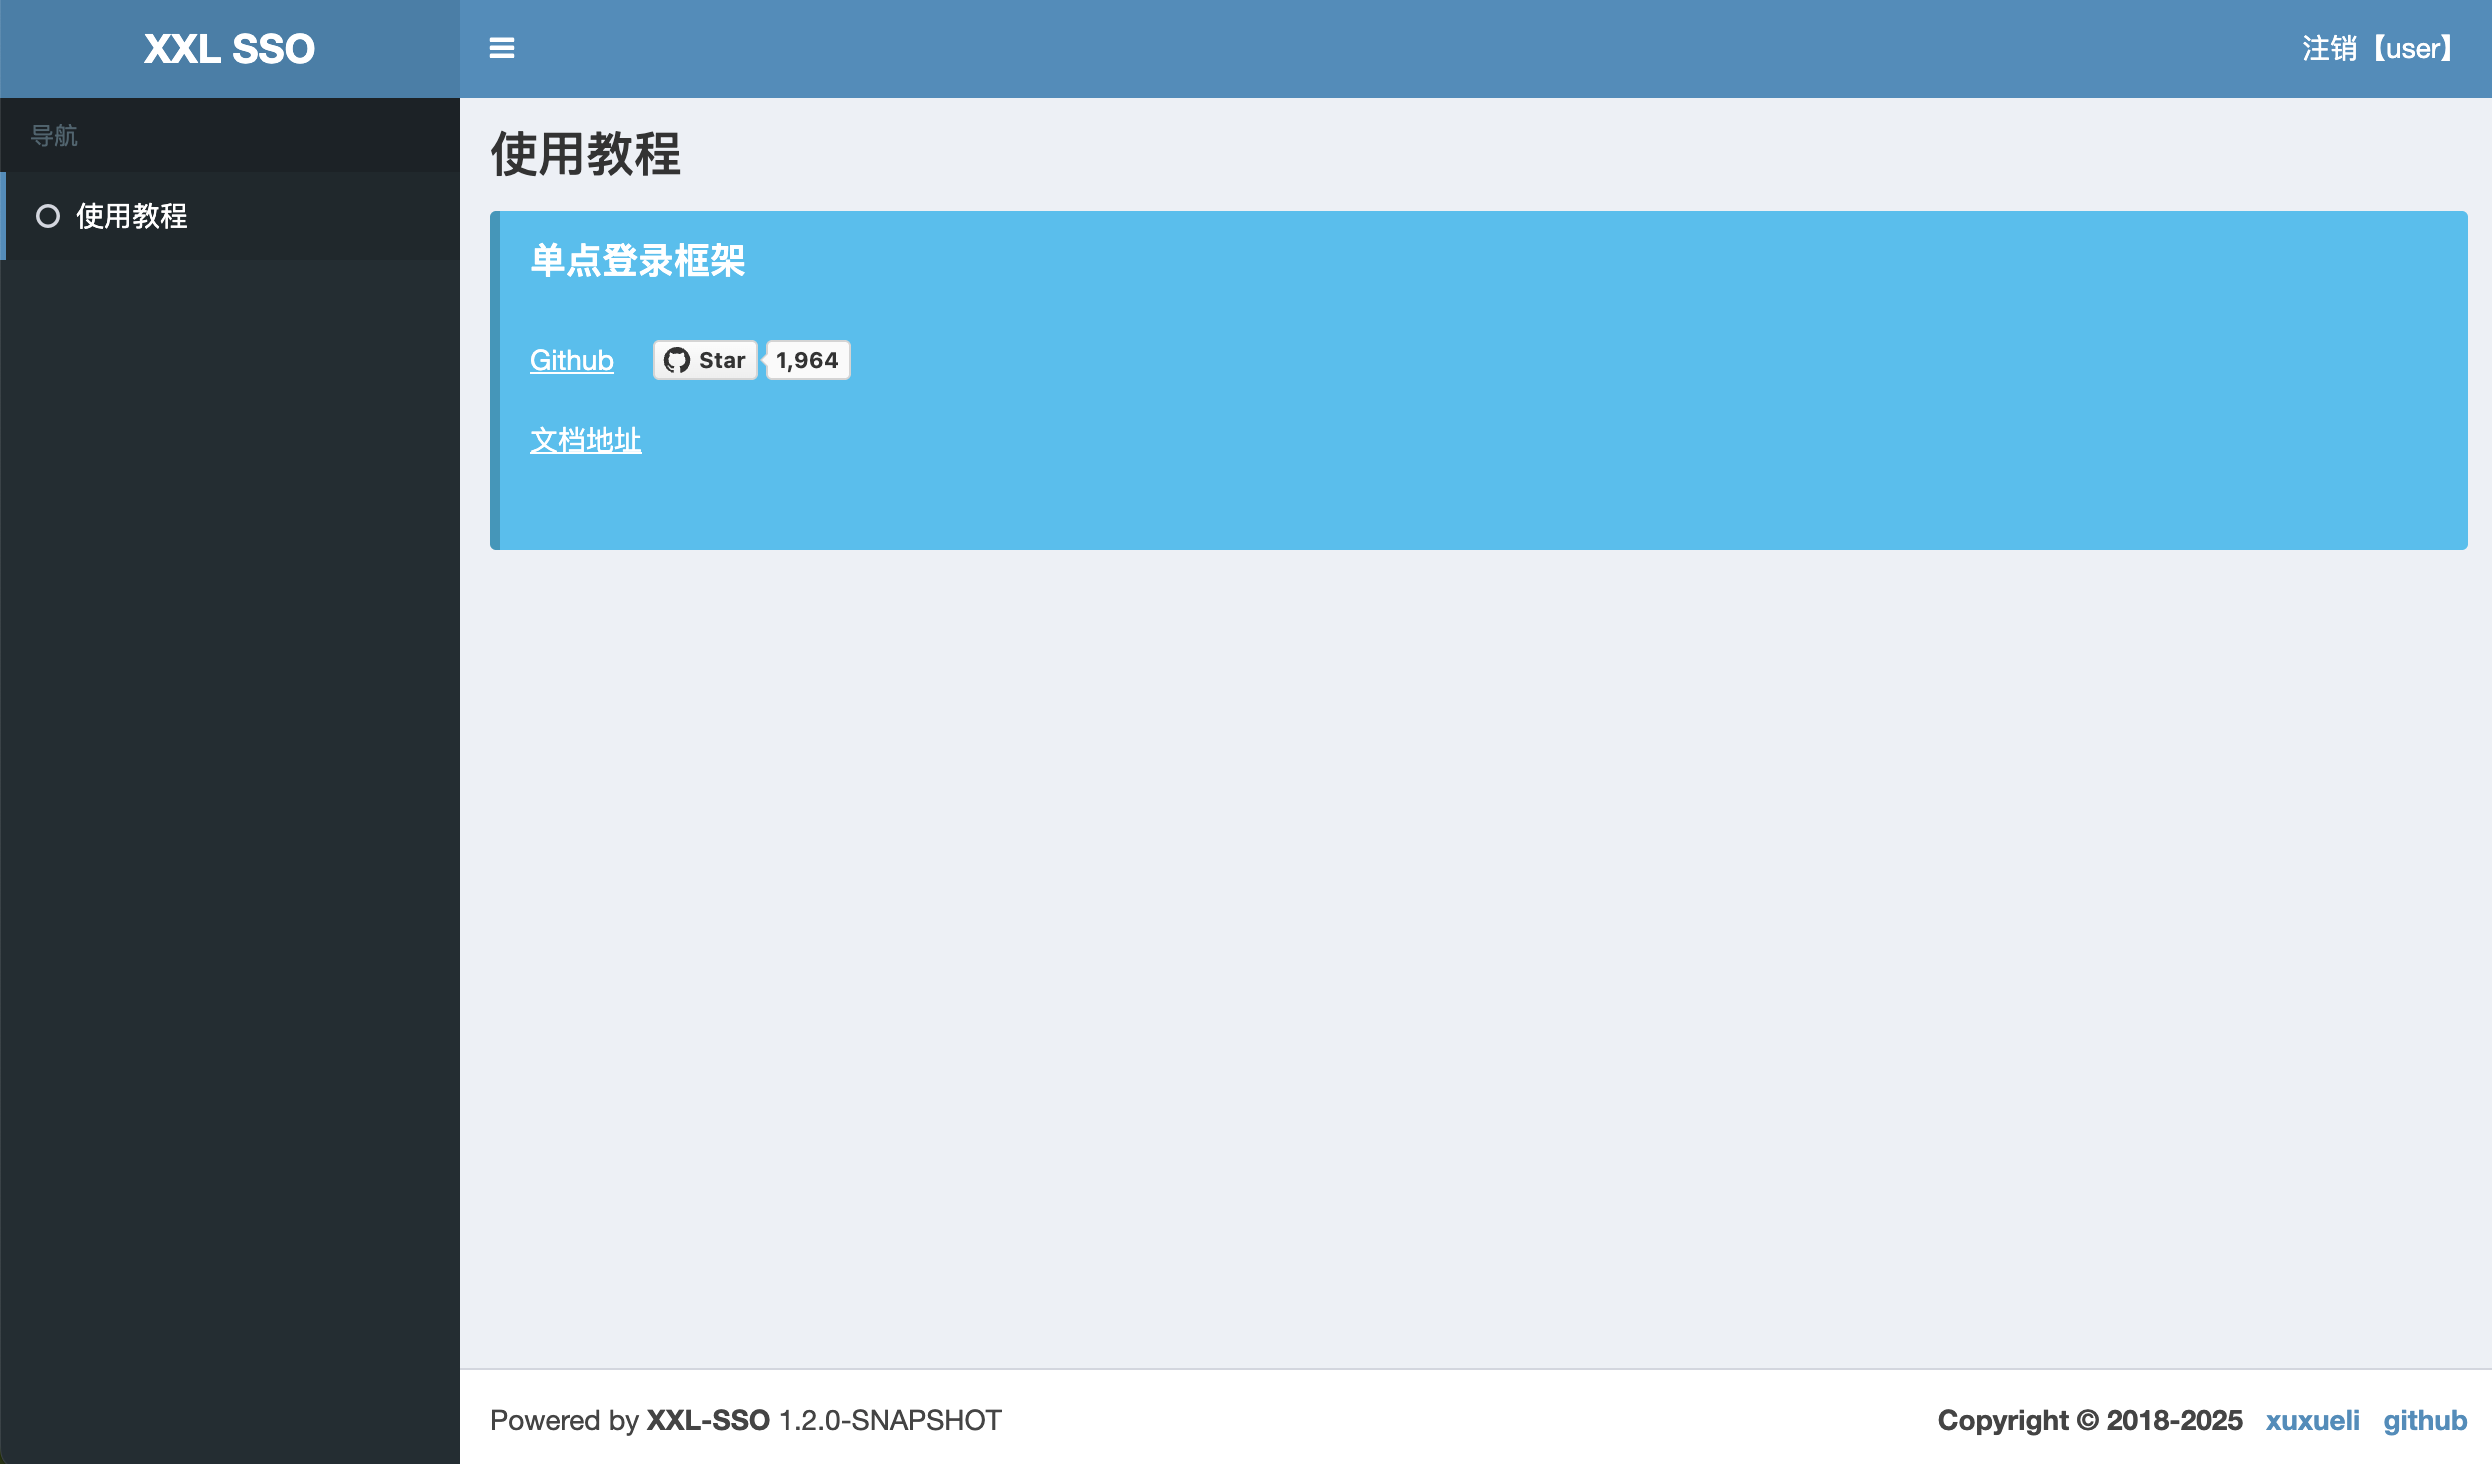 XXL SSO
注销【user】
导航
使用教程
使用教程
单点登录框架
Github Star 1,964
文档地址
Powered by XXL-SSO 1.2.0-SNAPSHOT
Copyright © 2018-2025 xuxueli github